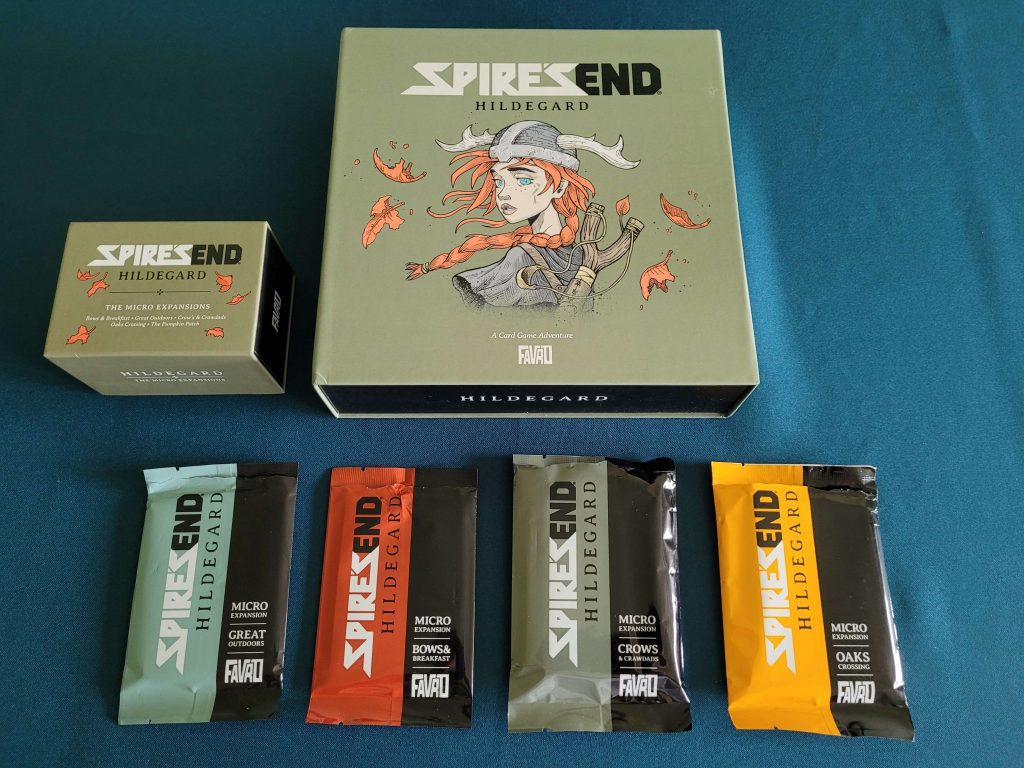 SPIRE'S END
HILDEGARD
A Card Game Adventure
FAVRO
HILDEGARD
SPIRE'S END
HILDEGARD
THE MICRO EXPANSIONS
Bows & Breakfast • Great Outdoors • Crow's & Crawdads
Oaks Crossing • The Pumpkin Patch
FAVRO
HILDEGARD
THE MICRO EXPANSIONS
SPIRE'S END
HILDEGARD
MICRO
EXPANSION
GREAT
OUTDOORS
FAVRO
SPIRE'S END
HILDEGARD
MICRO
EXPANSION
BOWS&
BREAKFAST
FAVRO
SPIRE'S END
HILDEGARD
MICRO
EXPANSION
CROWS
& CRAWDADS
FAVRO
SPIRE'S END
HILDEGARD
MICRO
EXPANSION
OAKS
CROSSING
FAVRO